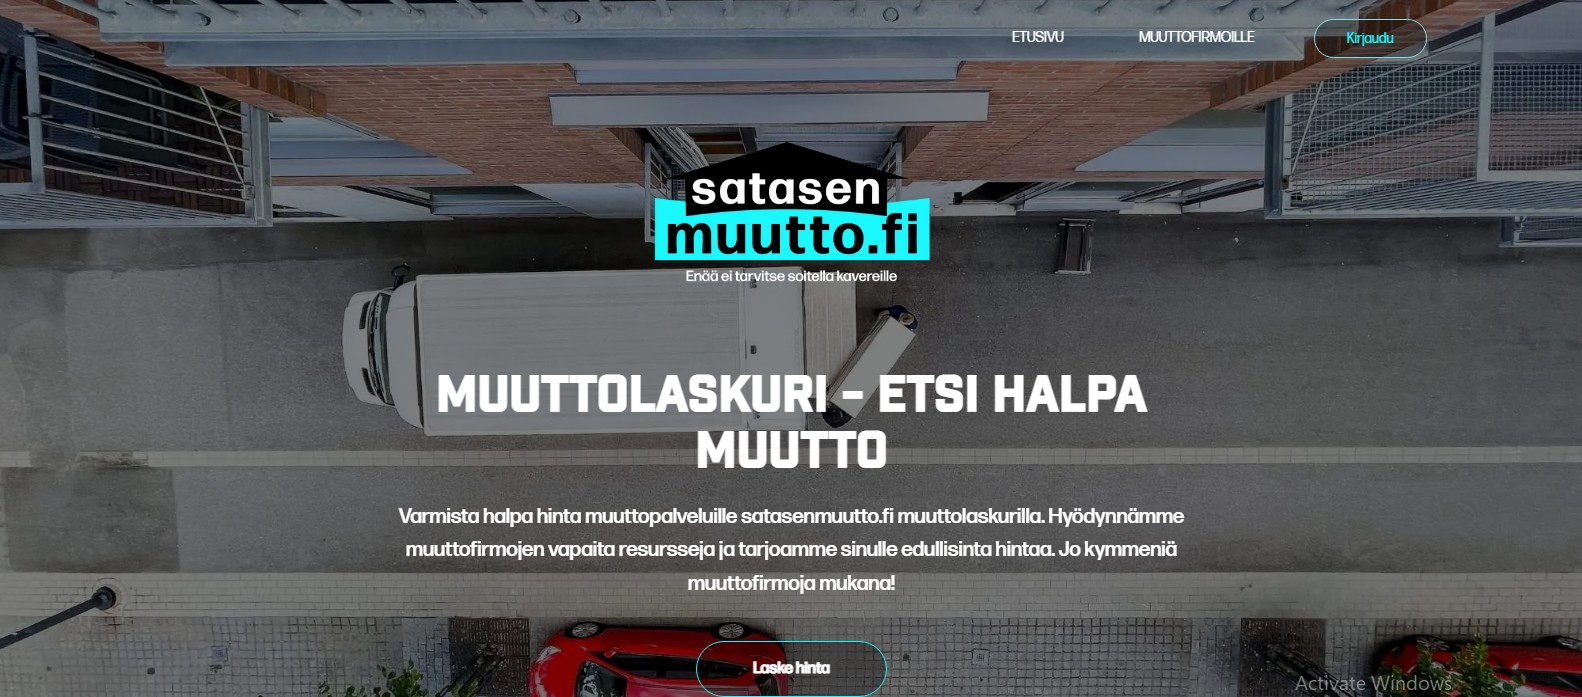 ETUSIVU
MUUTTOFIRMOILLE
Kirjaudu
satasen
muutto.fi
Enää ei tarvitse soitella kavereille
MUUTTOLASKURI – ETSI HALPA
MUUTTO
Varmista halpa hinta muuttopalveluille satasenmuutto.fi muuttolaskurilla. Hyödynnämme
muuttofirmojen vapaita resursseja ja tarjoamme sinulle edullisinta hintaa. Jo kymmeniä
muuttofirmoja mukana!
Laske hinta
Activate Windows